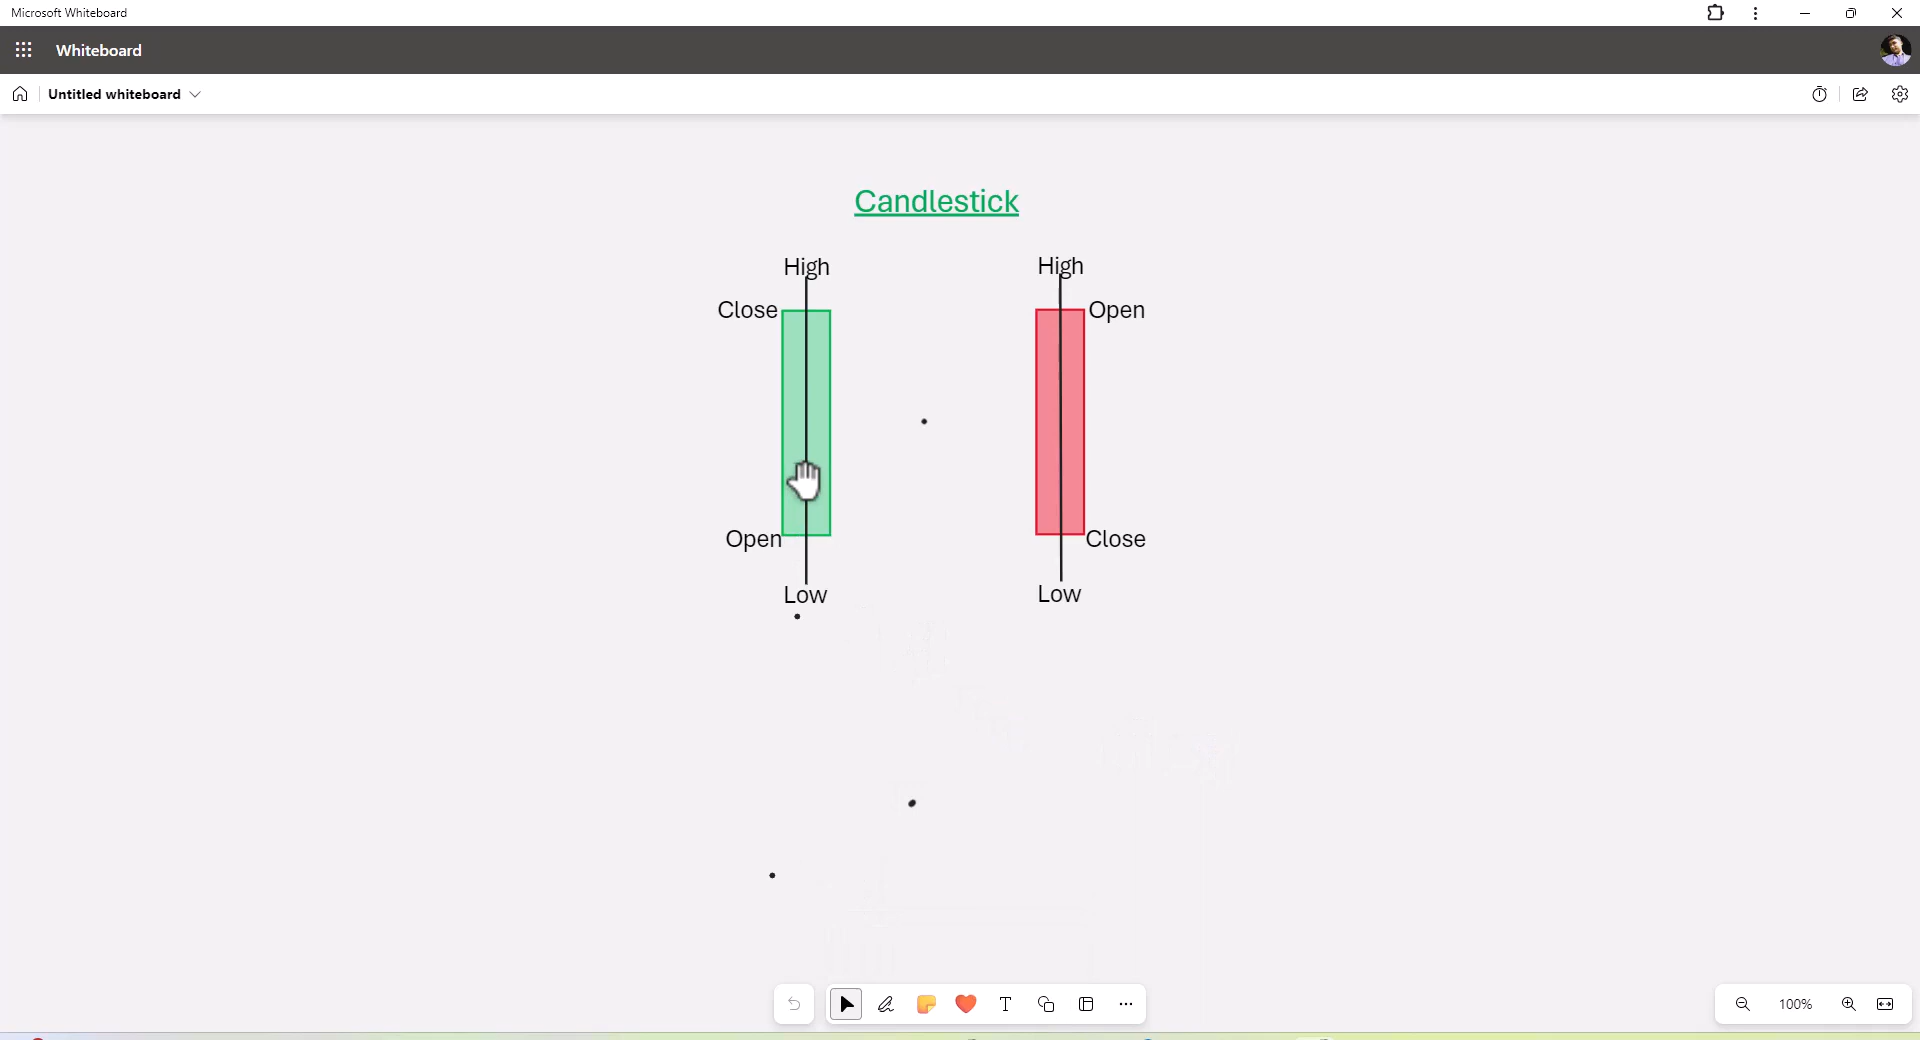 Microsoft Whiteboard
Whiteboard
Untitled whiteboard
Candlestick
High High
Close Open
Open Close
Low Low
T
100%